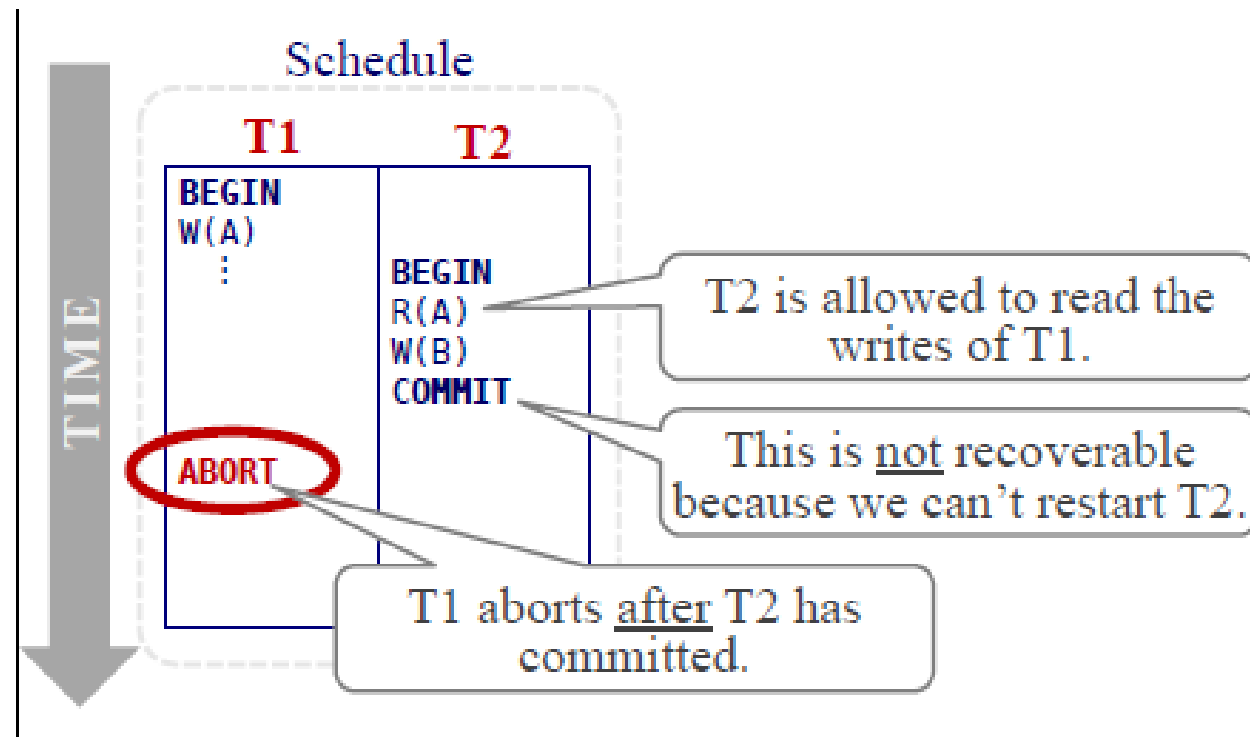 Schedule
TIME
T1
T2
BEGIN
W(A)
⋮
BEGIN
R(A)
W(B)
COMMIT
ABORT
T2 is allowed to read the
writes of T1.
This is not recoverable
because we can't restart T2.
T1 aborts after T2 has
committed.